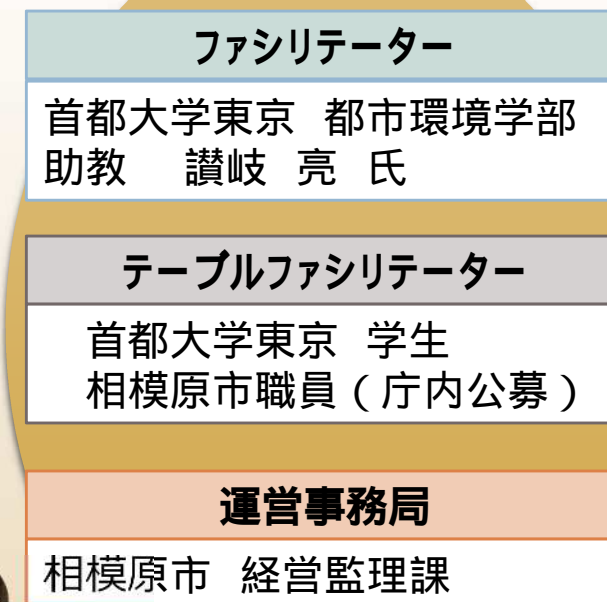 ファシリテーター
首都大学東京 都市環境学部
助教 讃岐 亮 氏
テーブルファシリテーター
首都大学東京 学生
相模原市職員(庁内公募)
運営事務局
相模原市 経営監理課